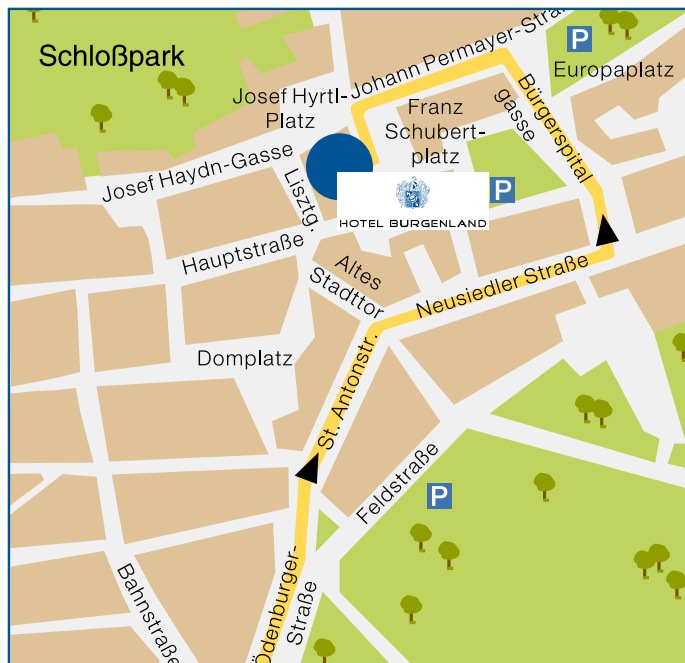 Schloßpark
Johann Permayer-Straße
P
Europaplatz
Josef Hyrtl-
Platz
Franz
Schubert-
platz
Bürgerspital
gasse
Josef Haydn-Gasse
Lisztg.
P
HOTEL BURGENLAND
Hauptstraße
Altes
Stadttor
Neusiedler Straße
Domplatz
St. Antonstr.
Feldstraße
P
Bahnstraße
Ödenburger-
Straße